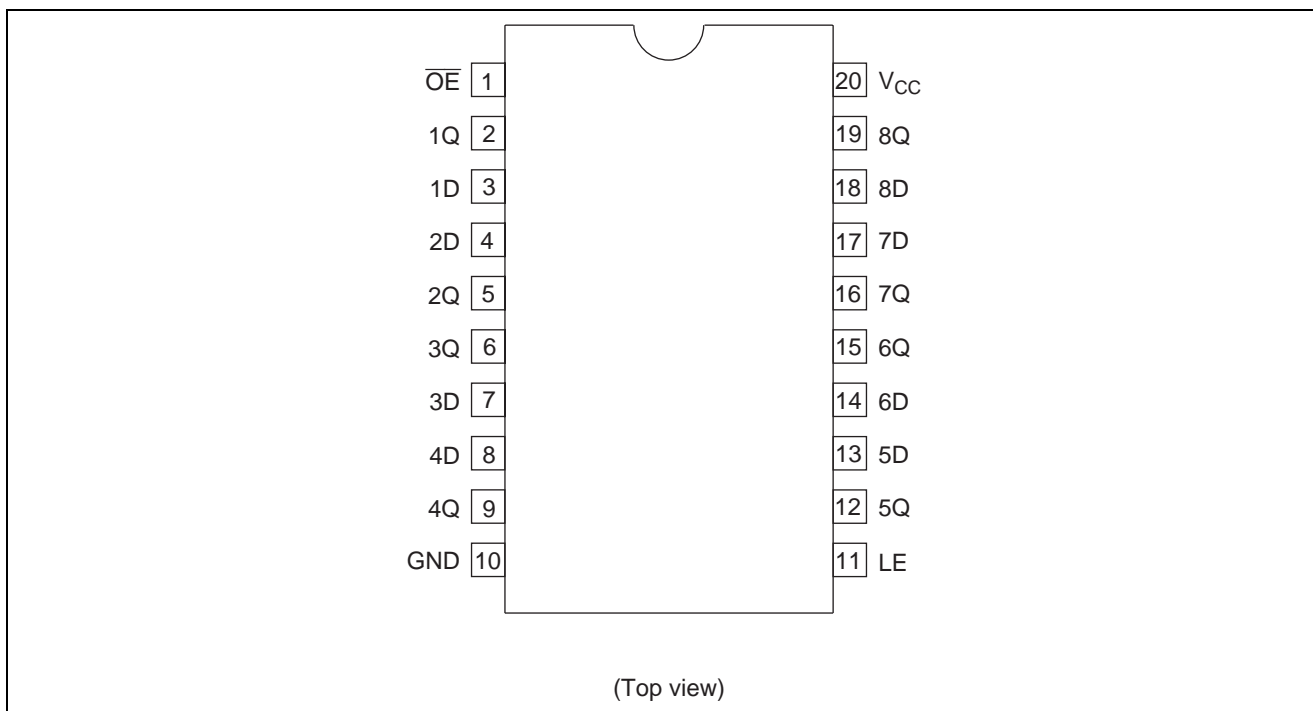 O̅E̅ 1 20 VCC
1Q 2 19 8Q
1D 3 18 8D
2D 4 17 7D
2Q 5 16 7Q
3Q 6 15 6Q
3D 7 14 6D
4D 8 13 5D
4Q 9 12 5Q
GND 10 11 LE
(Top view)